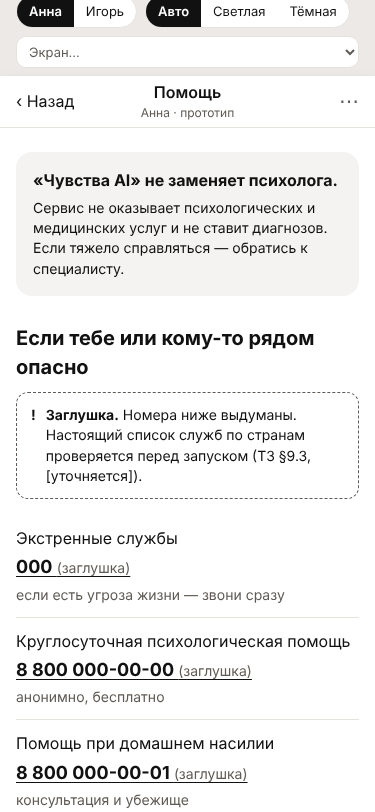 Анна Игорь Авто Светлая Тёмная
Экран...
‹ Назад Помощь ...
Анна · прототип
«Чувства AI» не заменяет психолога.
Сервис не оказывает психологических и
медицинских услуг и не ставит диагнозов.
Если тяжело справляться — обратись к
специалисту.
Если тебе или кому-то рядом
опасно
! Заглушка. Номера ниже выдуманы.
Настоящий список служб по странам
проверяется перед запуском (ТЗ §9.3,
[уточняется]).
Экстренные службы
000 (заглушка)
если есть угроза жизни — звони сразу
Круглосуточная психологическая помощь
8 800 000-00-00 (заглушка)
анонимно, бесплатно
Помощь при домашнем насилии
8 800 000-00-01 (заглушка)
консультация и убежище